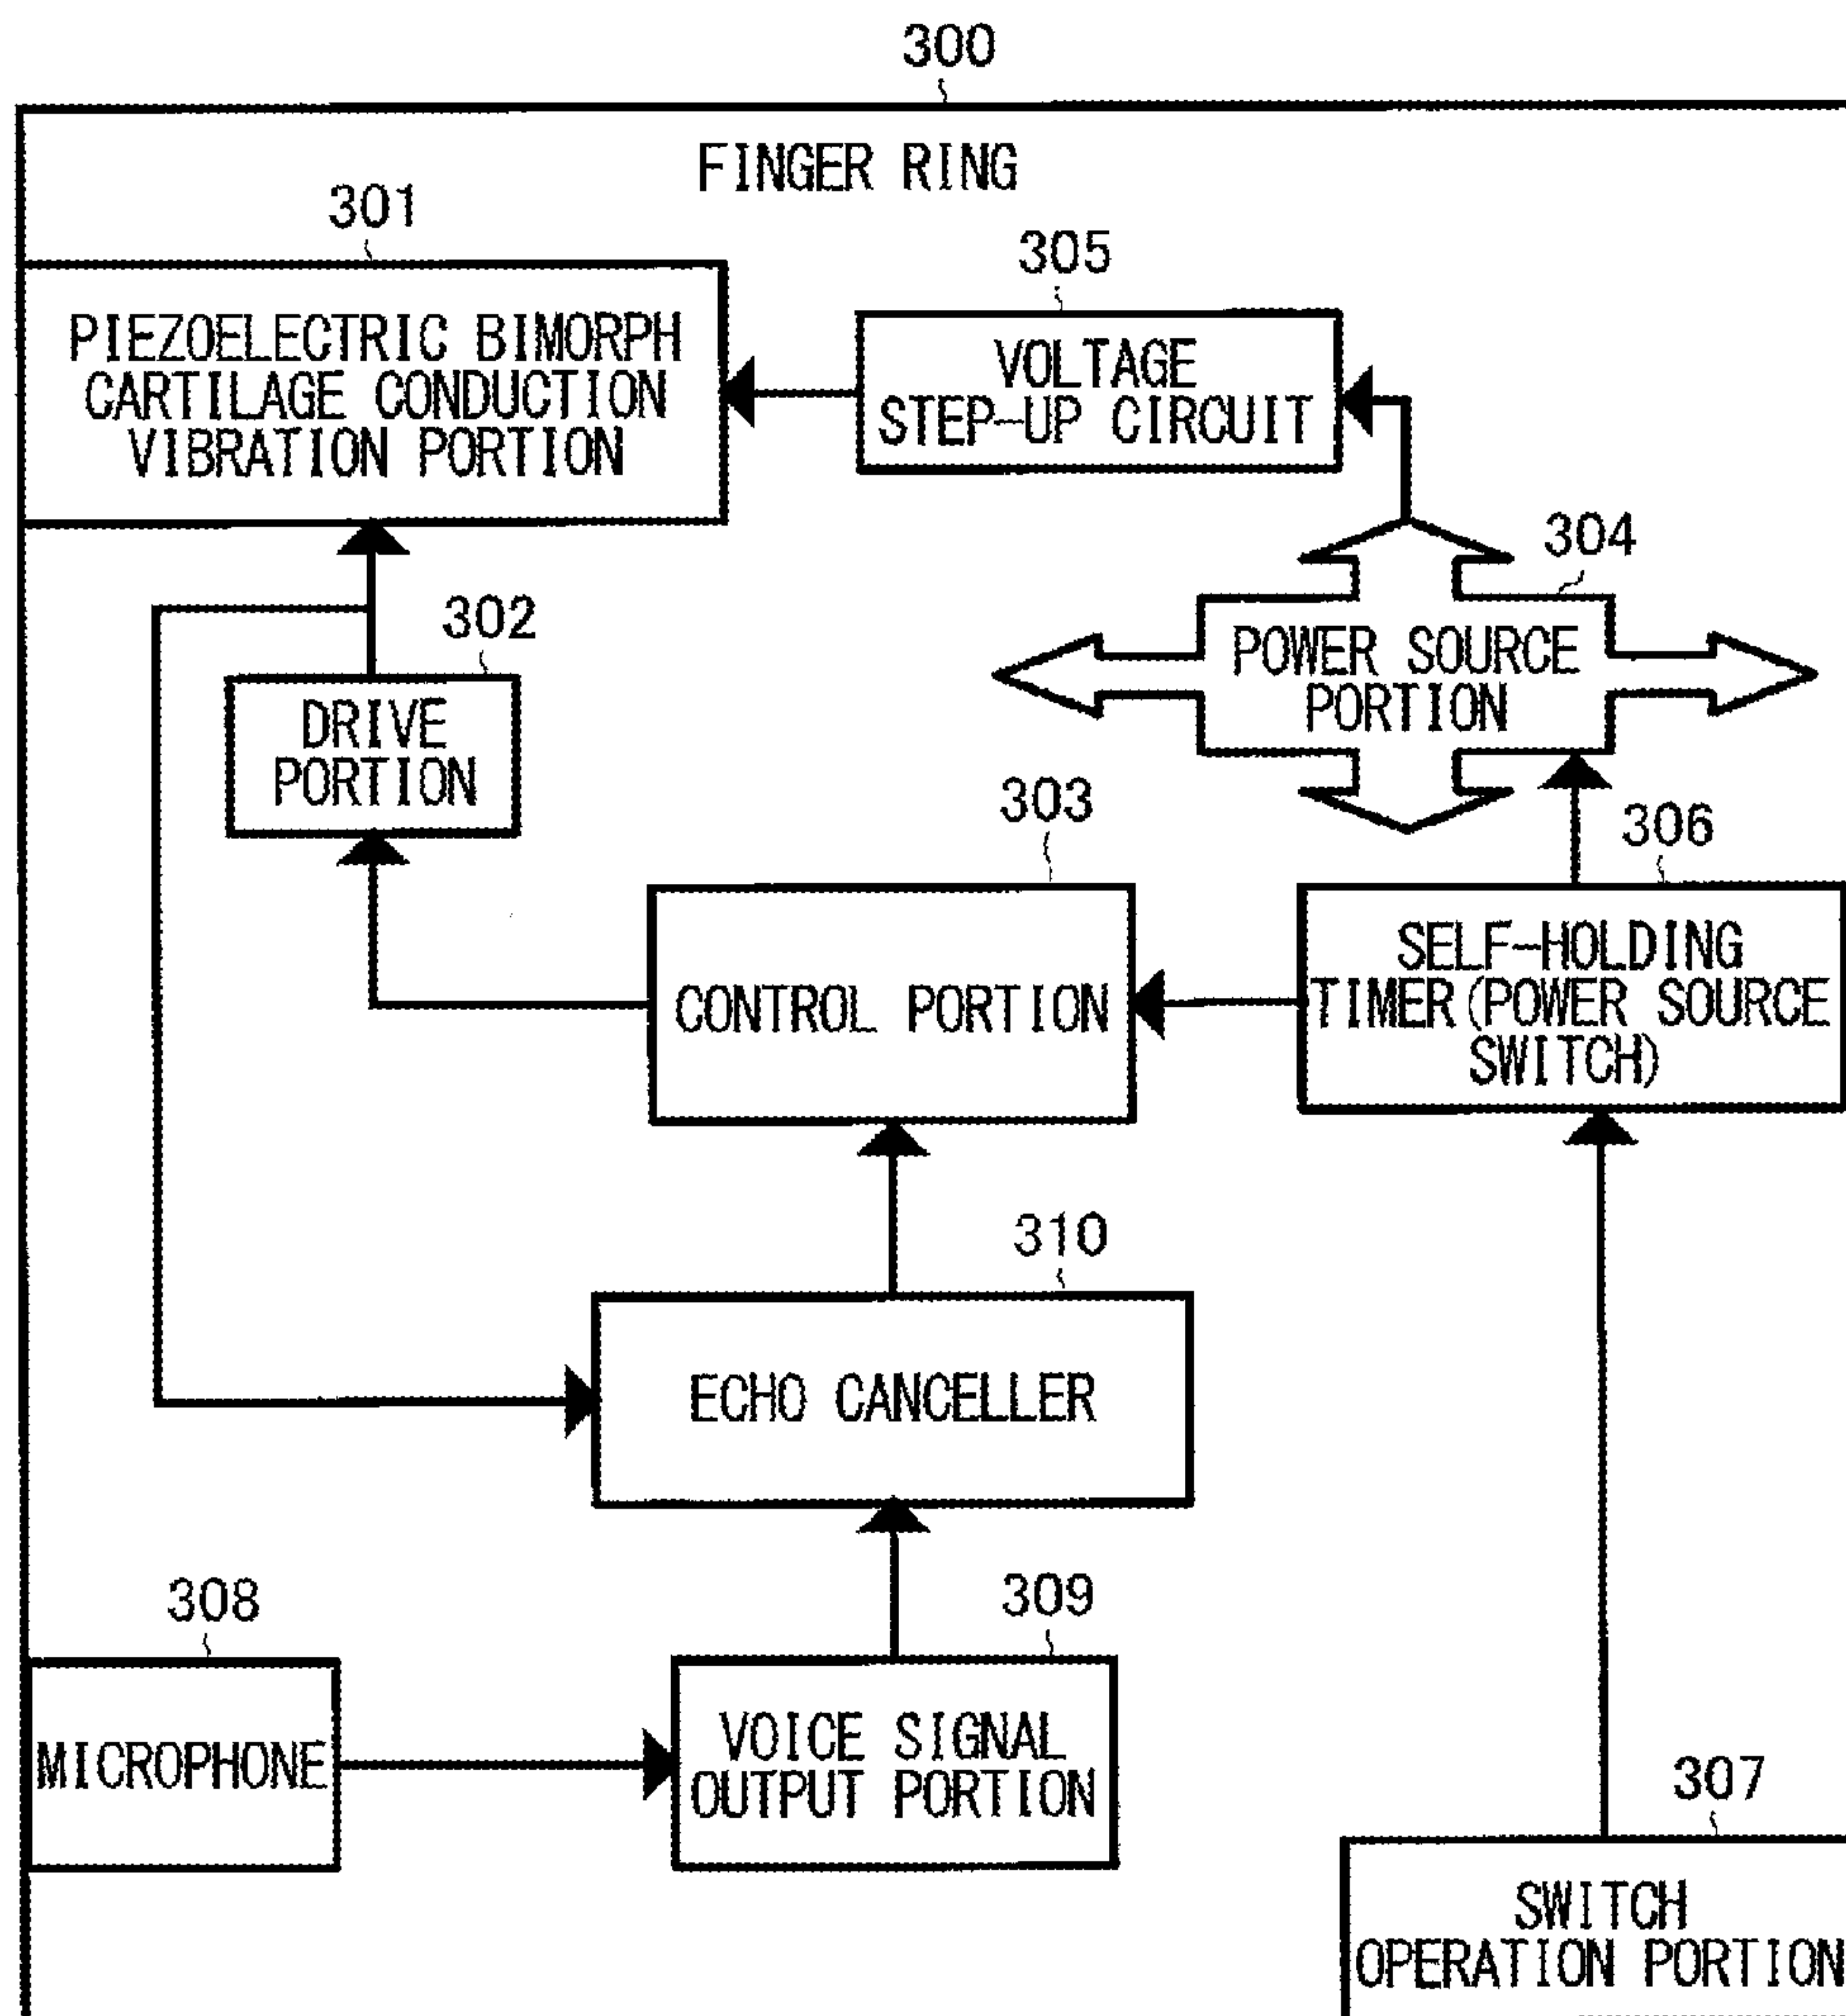 300
FINGER RING
301
PIEZOELECTRIC BIMORPH
CARTILAGE CONDUCTION
VIBRATION PORTION
305
VOLTAGE
STEP-UP CIRCUIT
304
POWER SOURCE
PORTION
302
DRIVE
PORTION
303
CONTROL PORTION
306
SELF-HOLDING
TIMER(POWER SOURCE
SWITCH)
310
ECHO CANCELLER
308
MICROPHONE
309
VOICE SIGNAL
OUTPUT PORTION
307
SWITCH
OPERATION PORTION